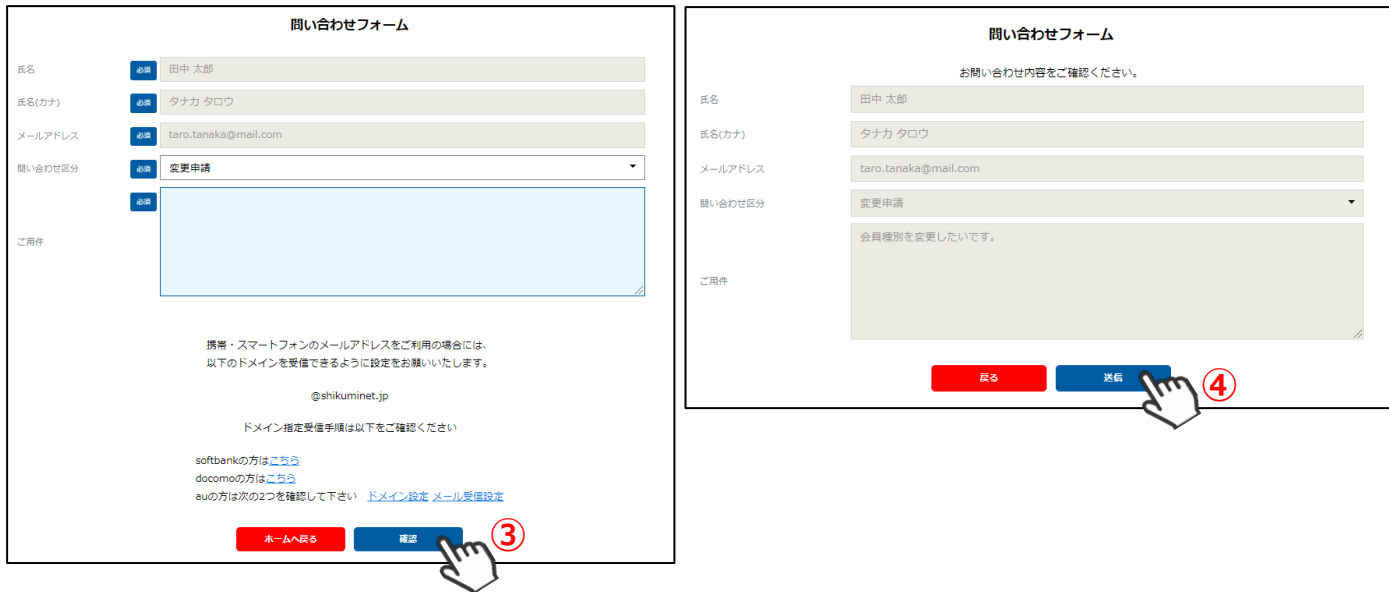 問い合わせフォーム
氏名 必須 田中 太郎
氏名(カナ) 必須 タナカ タロウ
メールアドレス 必須 taro.tanaka@mail.com
問い合わせ区分 必須 変更申請
必須
ご用件
携帯・スマートフォンのメールアドレスをご利用の場合には、
以下のドメインを受信できるように設定をお願いいたします。
@shikuminet.jp
ドメイン指定受信手順は以下をご確認ください
softbankの方はこちら
docomoの方はこちら
auの方は次の2つを確認して下さい ドメイン設定 メール受信設定
ホームへ戻る 確認 ③
問い合わせフォーム
お問い合わせ内容をご確認ください。
氏名 田中 太郎
氏名(カナ) タナカ タロウ
メールアドレス taro.tanaka@mail.com
問い合わせ区分 変更申請
会員種別を変更したいです。
ご用件
戻る 送信 ④